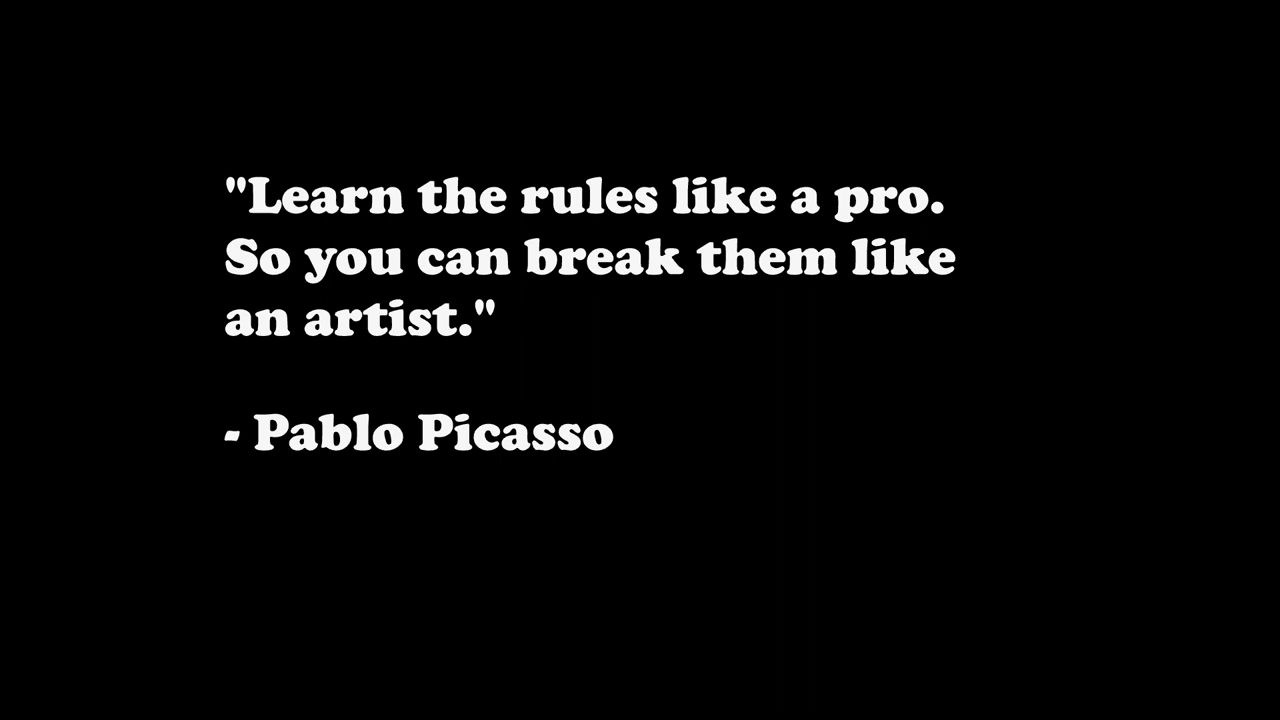 "Learn the rules like a pro.
So you can break them like
an artist."
- Pablo Picasso